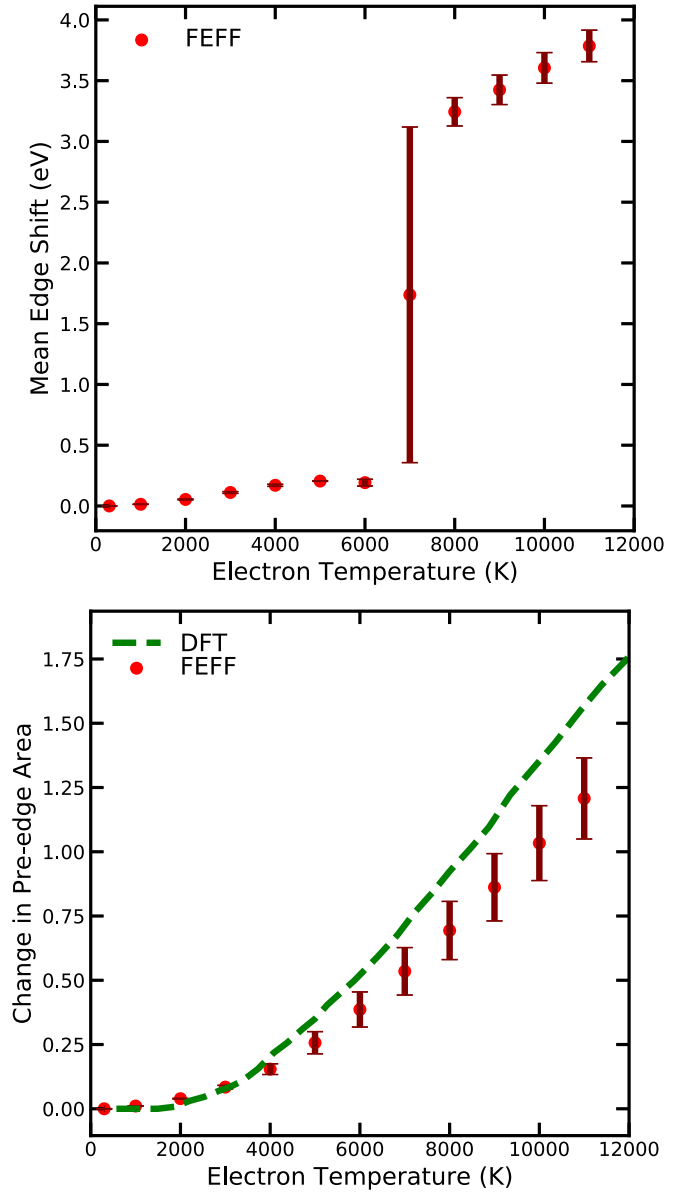 4.0
FEFF
3.5
3.0
2.5
2.0
1.5
1.0
0.5
0.0
Mean Edge Shift (eV)
0 2000 4000 6000 8000 10000 12000
Electron Temperature (K)
DFT
FEFF
1.75
1.50
1.25
1.00
0.75
0.50
0.25
0.00
Change in Pre-edge Area
0 2000 4000 6000 8000 10000 12000
Electron Temperature (K)